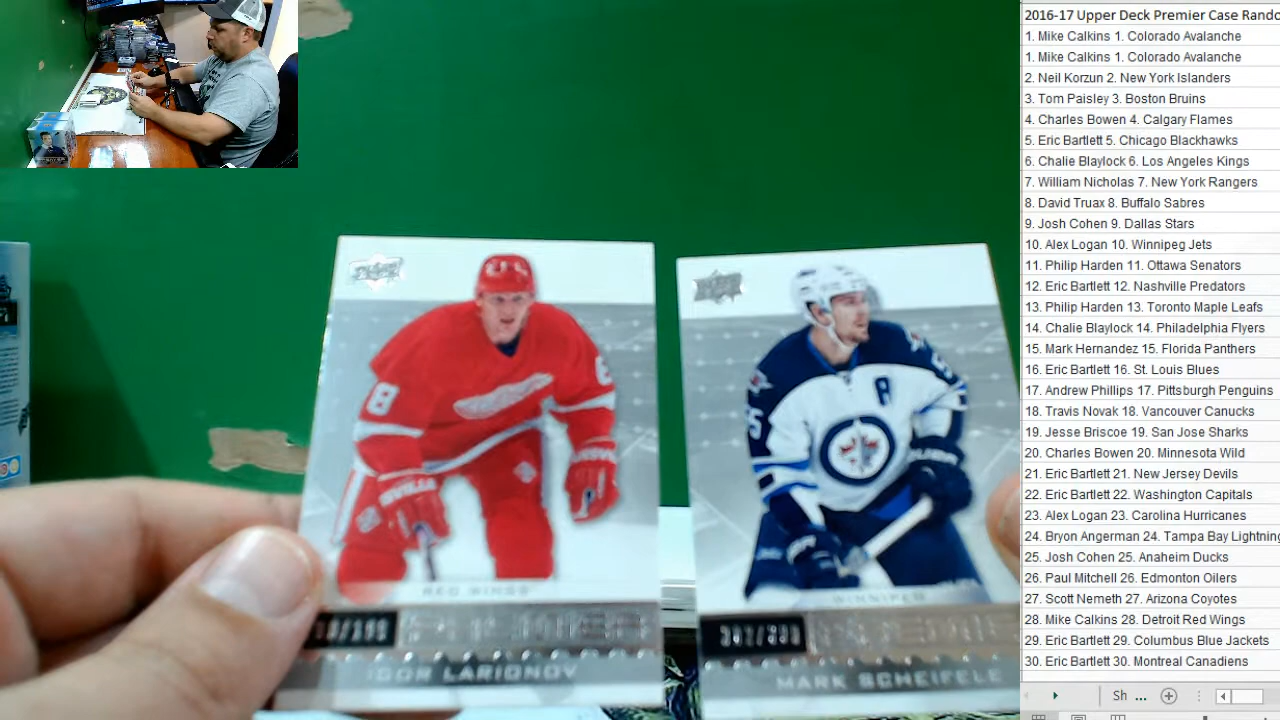 2016-17 Upper Deck Premier Case Rando
1. Mike Calkins 1. Colorado Avalanche
1. Mike Calkins 1. Colorado Avalanche
2. Neil Korzun 2. New York Islanders
3. Tom Paisley 3. Boston Bruins
4. Charles Bowen 4. Calgary Flames
5. Eric Bartlett 5. Chicago Blackhawks
6. Chalie Blaylock 6. Los Angeles Kings
7. William Nicholas 7. New York Rangers
8. David Truax 8. Buffalo Sabres
9. Josh Cohen 9. Dallas Stars
10. Alex Logan 10. Winnipeg Jets
11. Philip Harden 11. Ottawa Senators
12. Eric Bartlett 12. Nashville Predators
13. Philip Harden 13. Toronto Maple Leafs
14. Chalie Blaylock 14. Philadelphia Flyers
15. Mark Hernandez 15. Florida Panthers
16. Eric Bartlett 16. St. Louis Blues
17. Andrew Phillips 17. Pittsburgh Penguins
18. Travis Novak 18. Vancouver Canucks
19. Jesse Briscoe 19. San Jose Sharks
20. Charles Bowen 20. Minnesota Wild
21. Eric Bartlett 21. New Jersey Devils
22. Eric Bartlett 22. Washington Capitals
23. Alex Logan 23. Carolina Hurricanes
24. Bryon Angerman 24. Tampa Bay Lightning
25. Josh Cohen 25. Anaheim Ducks
26. Paul Mitchell 26. Edmonton Oilers
27. Scott Nemeth 27. Arizona Coyotes
28. Mike Calkins 28. Detroit Red Wings
29. Eric Bartlett 29. Columbus Blue Jackets
30. Eric Bartlett 30. Montreal Canadiens
Sh ...
8
8
RED WINGS
PREMIER
IGOR LARIONOV
A
5
WINNIPEG
PREMIER
MARK SCHEIFELE